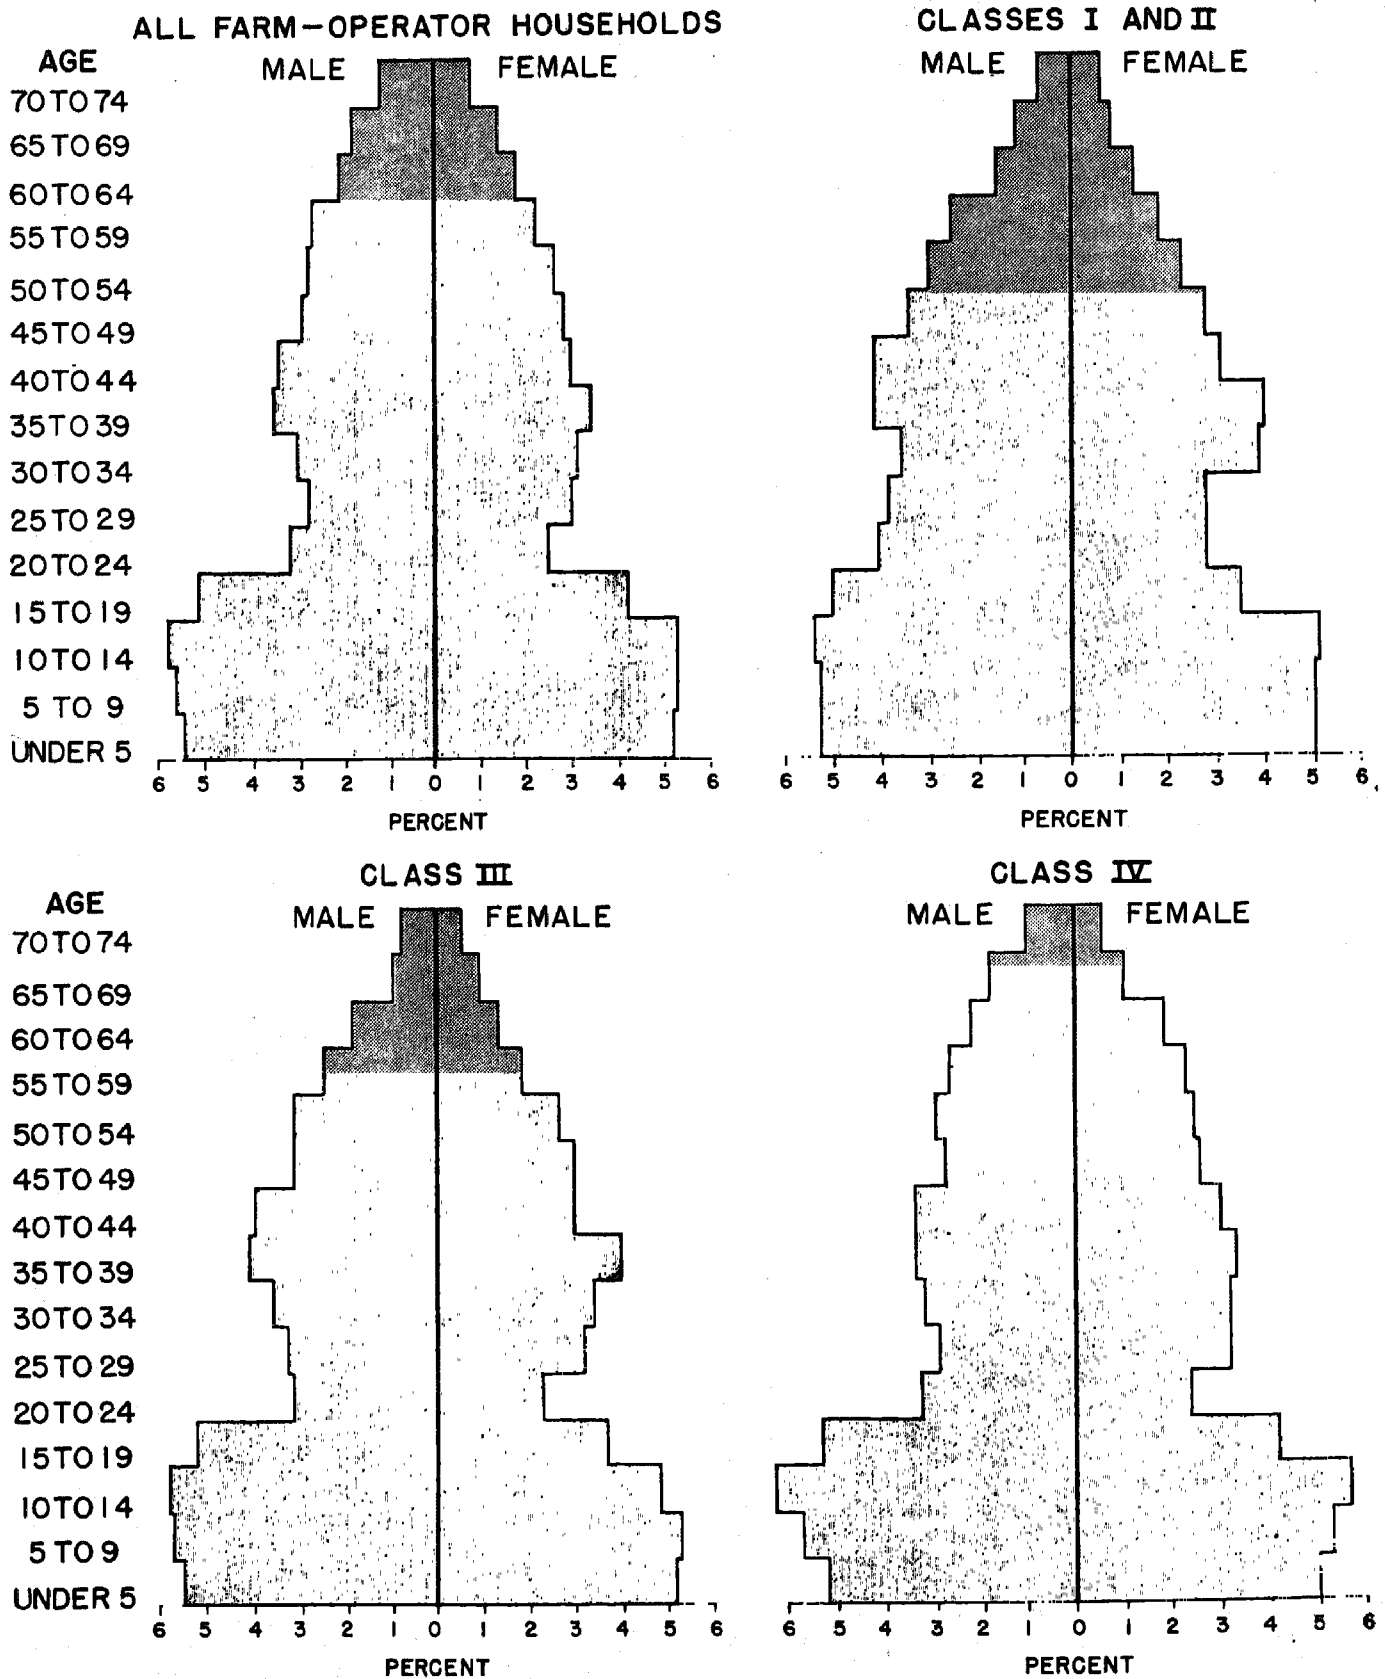 ALL FARM-OPERATOR HOUSEHOLDS
AGE
MALE FEMALE
70 TO 74
65 TO 69
60 TO 64
55 TO 59
50 TO 54
45 TO 49
40 TO 44
35 TO 39
30 TO 34
25 TO 29
20 TO 24
15 TO 19
10 TO 14
5 TO 9
UNDER 5
6 5 4 3 2 1 0 1 2 3 4 5 6
PERCENT
CLASSES I AND II
MALE FEMALE
6 5 4 3 2 1 0 1 2 3 4 5 6
PERCENT
CLASS III
AGE
MALE FEMALE
70 TO 74
65 TO 69
60 TO 64
55 TO 59
50 TO 54
45 TO 49
40 TO 44
35 TO 39
30 TO 34
25 TO 29
20 TO 24
15 TO 19
10 TO 14
5 TO 9
UNDER 5
6 5 4 3 2 1 0 1 2 3 4 5 6
PERCENT
CLASS IV
MALE FEMALE
6 5 4 3 2 1 0 1 2 3 4 5 6
PERCENT